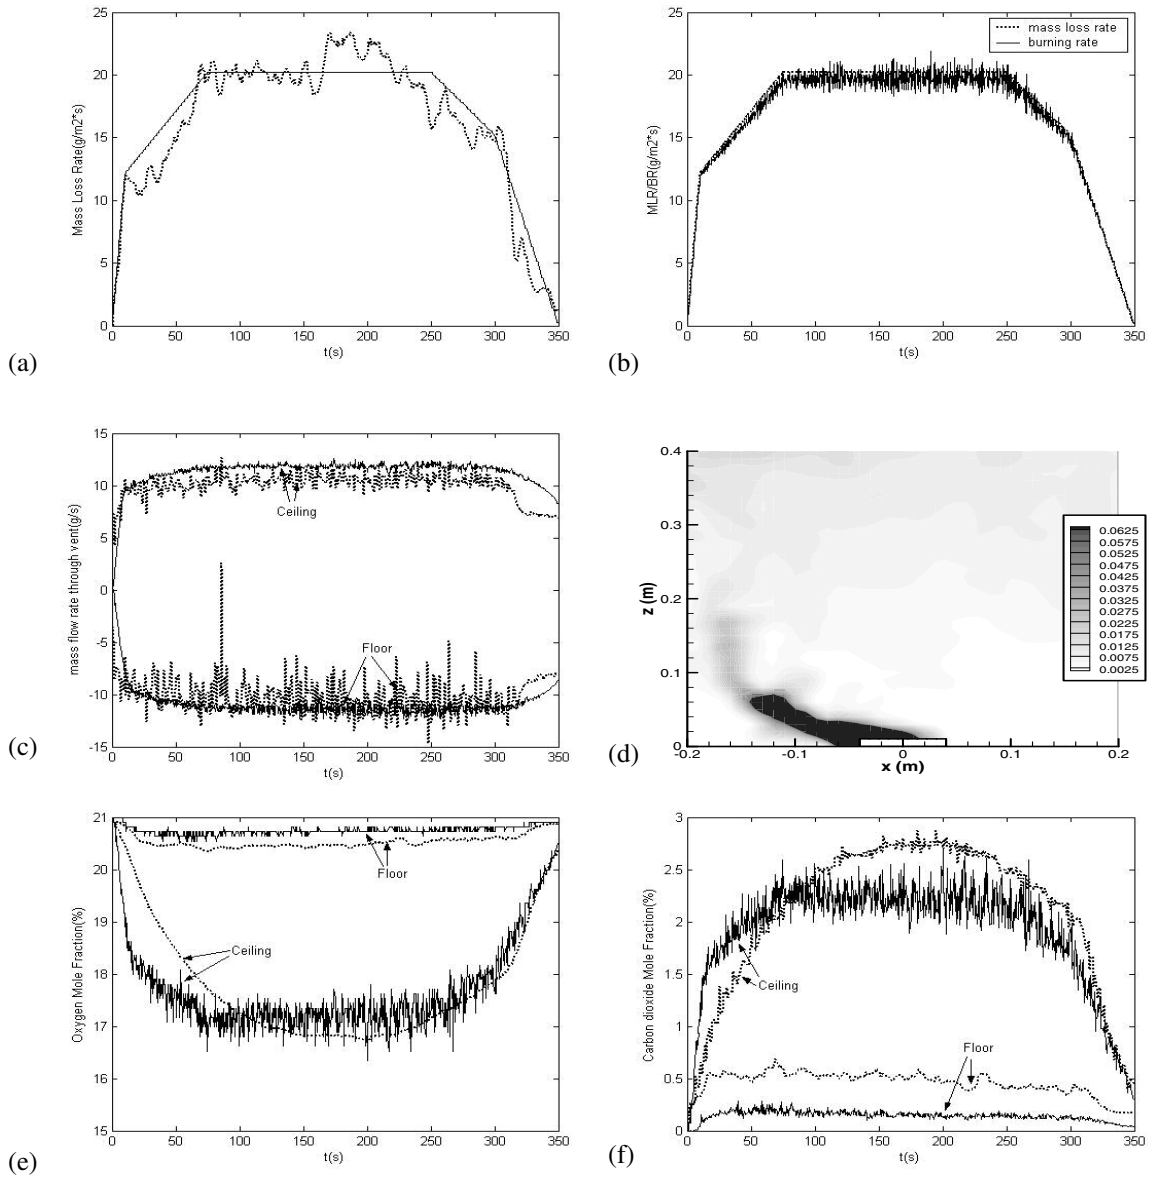 25
20
15
10
5
0
0 50 100 150 200 250 300 350
Mass Loss Rate(g/m2*s)
t(s)
(a)
25
20
15
10
5
0
0 50 100 150 200 250 300 350
MLR/BR(g/m2*s)
mass loss rate
burning rate
t(s)
(b)
15
10
5
0
-5
-10
-15
0 50 100 150 200 250 300 350
mass flow rate through vent(g/s)
Ceiling
Floor
t(s)
(c)
0.4
0.3
0.2
0.1
0
-0.2 -0.1 0 0.1 0.2
z (m)
x (m)
0.0625
0.0575
0.0525
0.0475
0.0425
0.0375
0.0325
0.0275
0.0225
0.0175
0.0125
0.0075
0.0025
(d)
21
20
19
18
17
16
15
0 50 100 150 200 250 300 350
Oxygen Mole Fraction(%)
Floor
Ceiling
t(s)
(e)
3
2.5
2
1.5
1
0.5
0
0 50 100 150 200 250 300 350
Carbon dioxide Mole Fraction(%)
Ceiling
Floor
t(s)
(f)